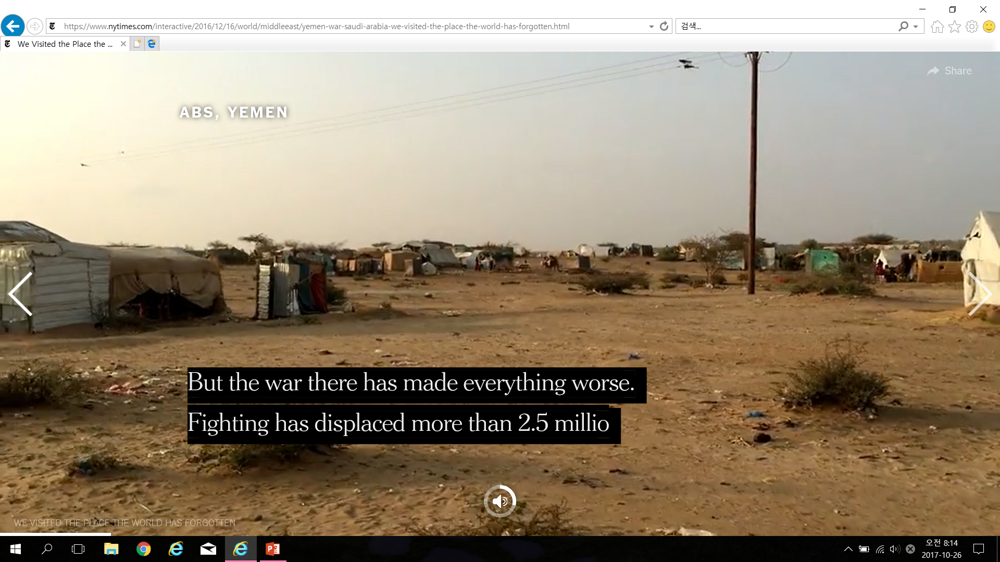 https://www.nytimes.com/interactive/2016/12/16/world/middleeast/yemen-war-saudi-arabia-we-visited-the-place-the-world-has-forgotten.html
검색...
We Visited the Place the ...
Share
ABS, YEMEN
But the war there has made everything worse.
Fighting has displaced more than 2.5 millio
WE VISITED THE PLACE THE WORLD HAS FORGOTTEN
오전 8:14
2017-10-26